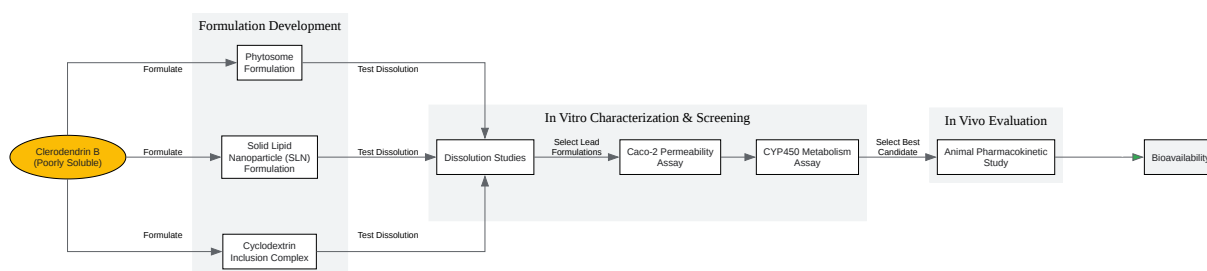 Formulation Development
Phytosome
Formulation
Formulate
Test Dissolution
In Vitro Characterization & Screening
In Vivo Evaluation
Clerodendrin B
(Poorly Soluble)
Formulate
Solid Lipid
Nanoparticle (SLN)
Formulation
Test Dissolution
Dissolution Studies
Select Lead
Formulations
Caco-2 Permeability
Assay
CYP450 Metabolism
Assay
Select Best
Candidate
Animal Pharmacokinetic
Study
Bioavailability
Formulate
Cyclodextrin
Inclusion Complex
Test Dissolution